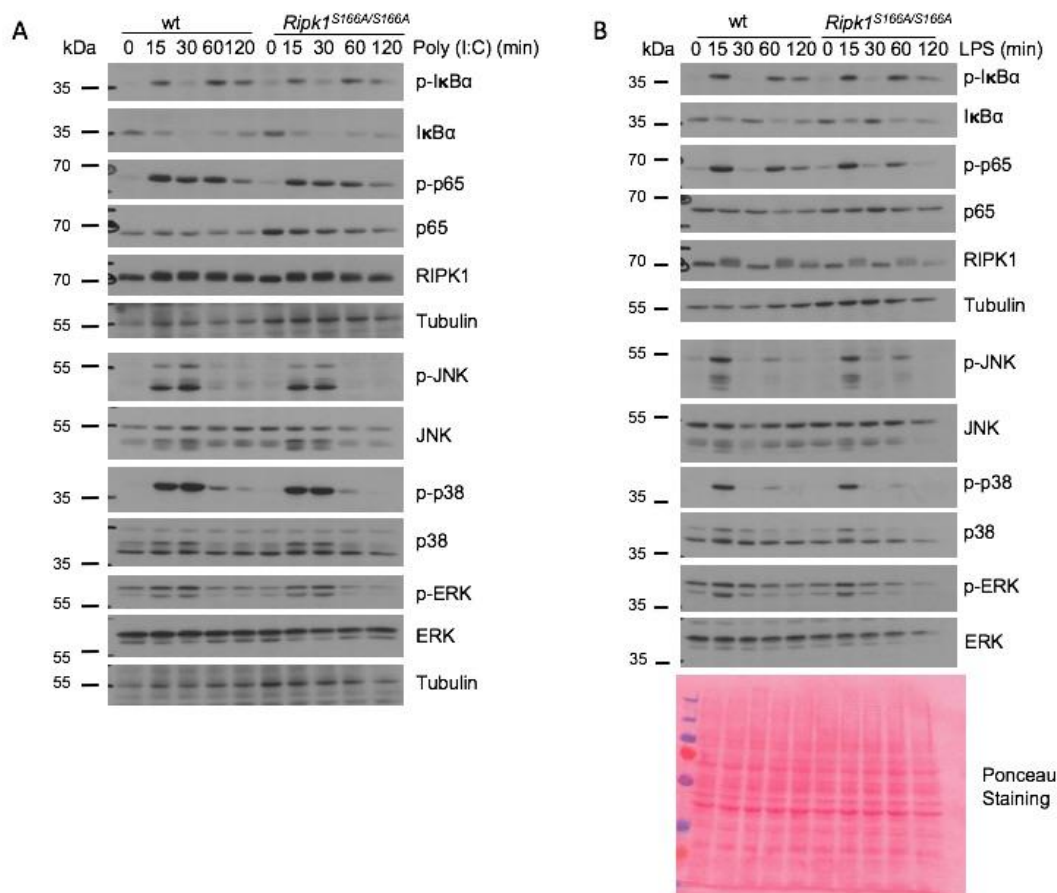 A
wt Ripk1S166A/S166A
kDa 0 15 30 60 120 0 15 30 60 120 Poly (I:C) (min)
35 p-IκBα
35 IκBα
70 p-p65
70 p65
70 RIPK1
55 Tubulin
55 p-JNK
55 JNK
35 p-p38
35 p38
55 p-ERK
55 ERK
55 Tubulin
B
wt Ripk1S166A/S166A
kDa 0 15 30 60 120 0 15 30 60 120 LPS (min)
35 p-IκBα
35 IκBα
70 p-p65
70 p65
70 RIPK1
55 Tubulin
55 p-JNK
55 JNK
35 p-p38
35 p38
35 p-ERK
35 ERK
Ponceau
Staining